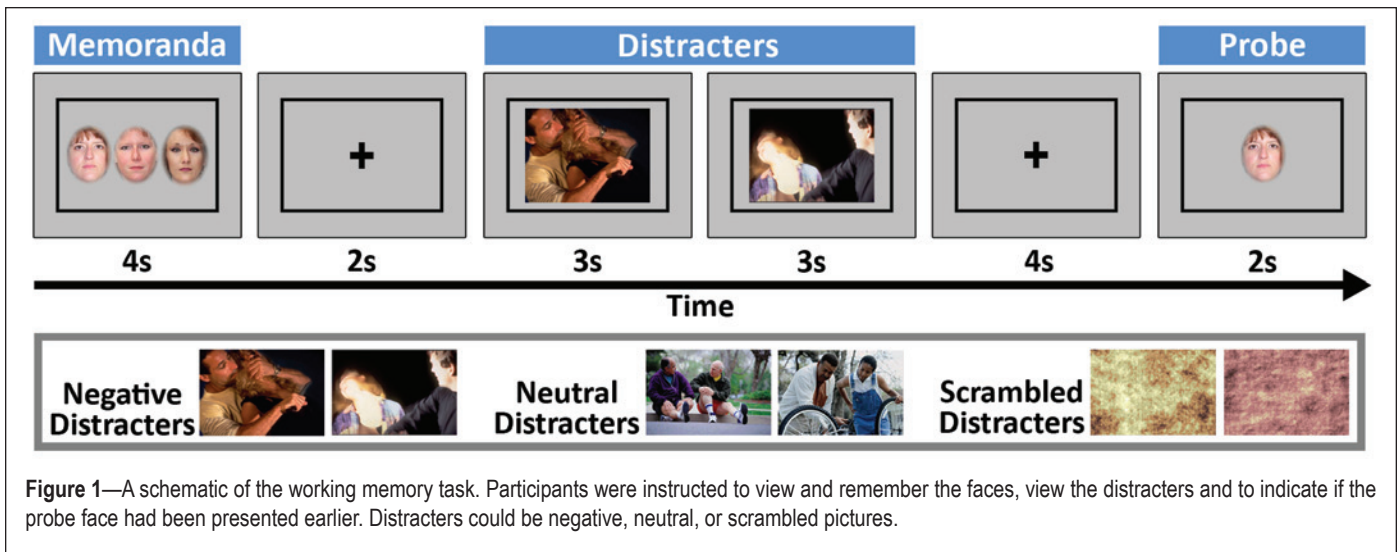 Memoranda Distracters Probe
4s 2s 3s 3s 4s 2s
Time
Negative
Distracters
Neutral
Distracters
Scrambled
Distracters
Figure 1—A schematic of the working memory task. Participants were instructed to view and remember the faces, view the distracters and to indicate if the
probe face had been presented earlier. Distracters could be negative, neutral, or scrambled pictures.